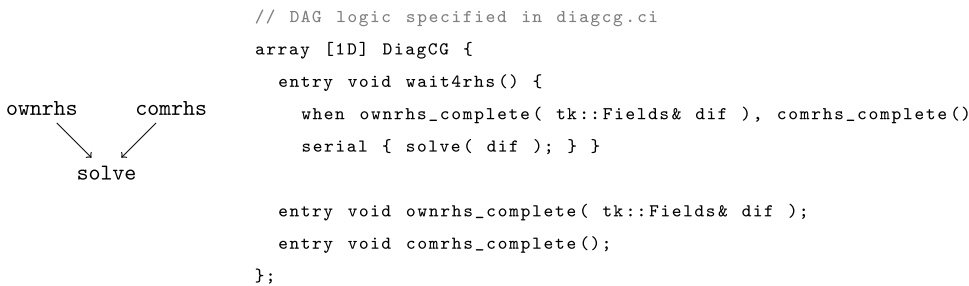 ownrhs comrhs
solve
// DAG logic specified in diagcg.ci
array [1D] DiagCG {
  entry void wait4rhs() {
    when ownrhs_complete( tk::Fields& dif ), comrhs_complete()
    serial { solve( dif ); } }
  entry void ownrhs_complete( tk::Fields& dif );
  entry void comrhs_complete();
};